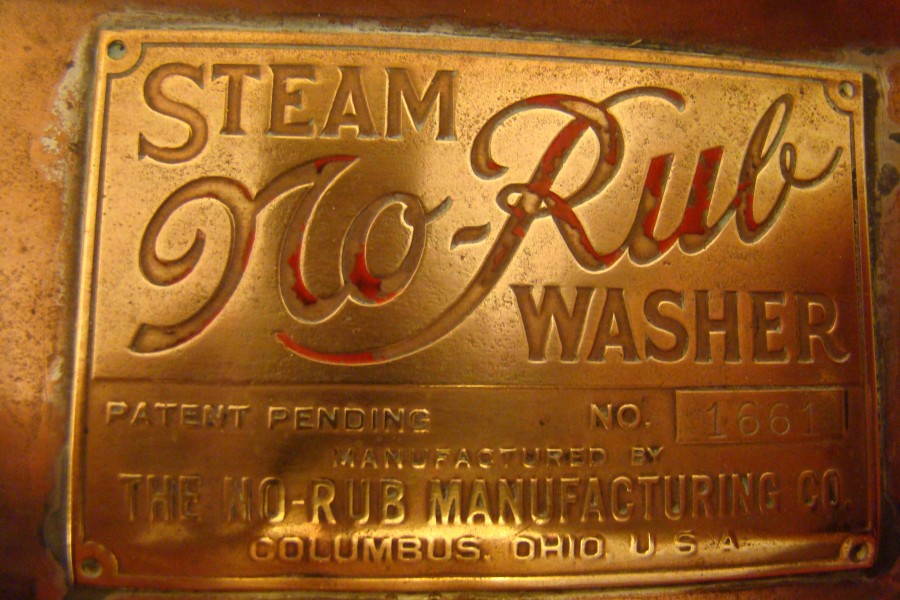 STEAM
No-Rub
WASHER
PATENT PENDING NO. 1661
MANUFACTURED BY
THE NO-RUB MANUFACTURING CO.
COLUMBUS. OHIO. U S A